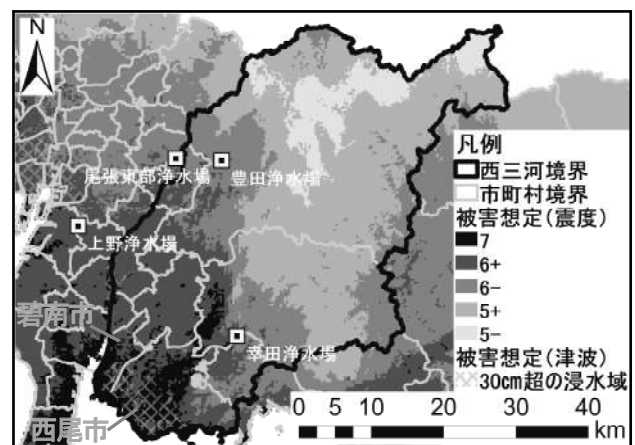 N
尾張東部浄水場
豊田浄水場
上野浄水場
碧南市
幸田浄水場
西尾市
凡例
西三河境界
市町村境界
被害想定(震度)
7
6+
6-
5+
5-
被害想定(津波)
30cm超の浸水域
0 5 10 20 30 40
km